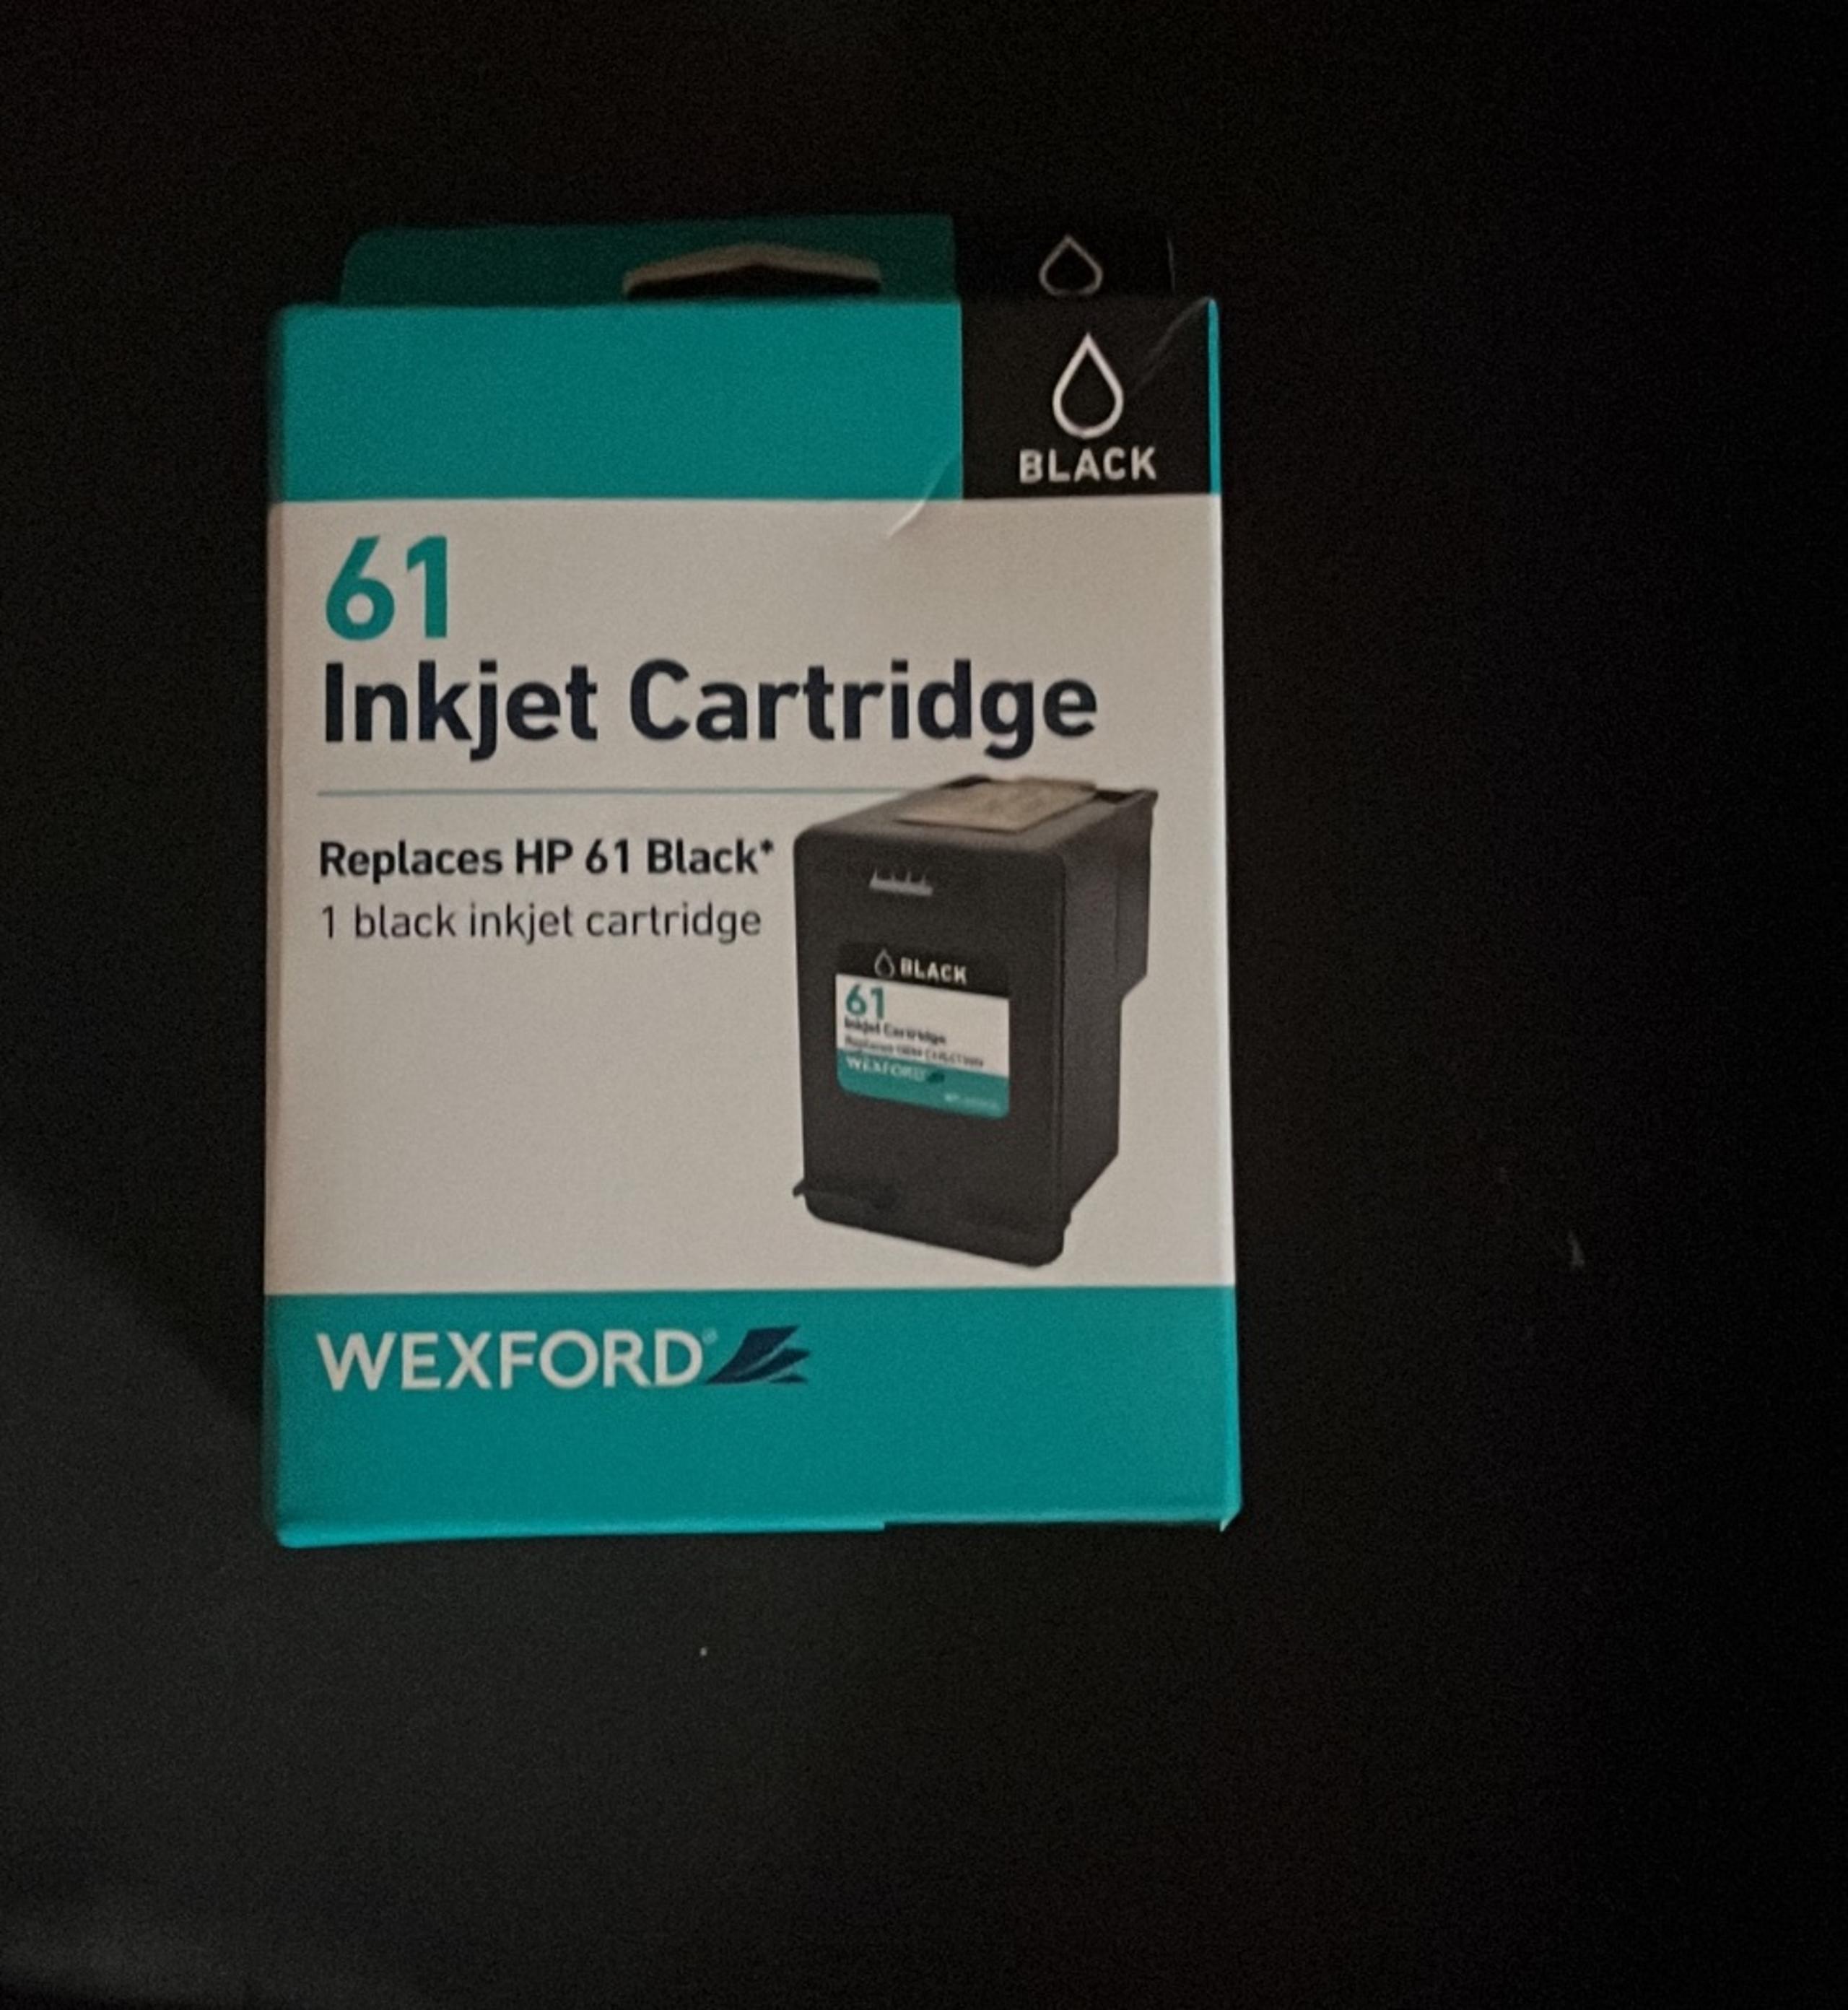 BLACK
61
Inkjet Cartridge
Replaces HP 61 Black*
1 black inkjet cartridge
BLACK
61
Inkjet Cartridge
WEXFORD
WEXFORD®